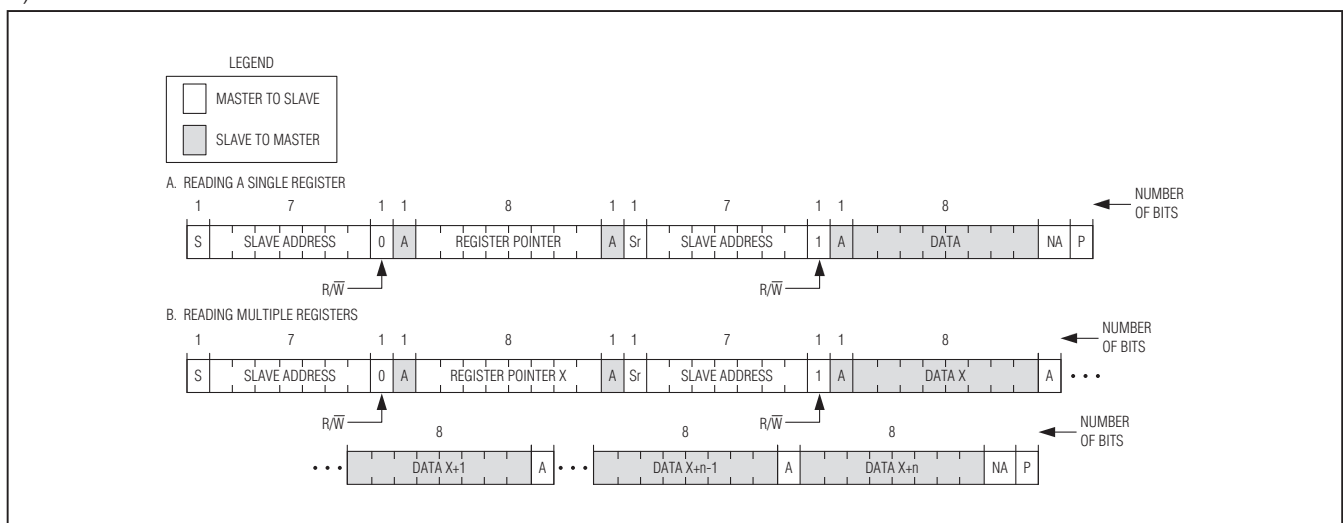 LEGEND
MASTER TO SLAVE
SLAVE TO MASTER
A. READING A SINGLE REGISTER
1 7 1 1 8 1 1 7 1 1 8 NUMBER OF BITS
S SLAVE ADDRESS 0 A REGISTER POINTER A Sr SLAVE ADDRESS 1 A DATA NA P
R/W̅ R/W̅
B. READING MULTIPLE REGISTERS
1 7 1 1 8 1 1 7 1 1 8 NUMBER OF BITS
S SLAVE ADDRESS 0 A REGISTER POINTER X A Sr SLAVE ADDRESS 1 A DATA X A •••
R/W̅ R/W̅
8 8 8 NUMBER OF BITS
••• DATA X+1 A ••• DATA X+n-1 A DATA X+n NA P